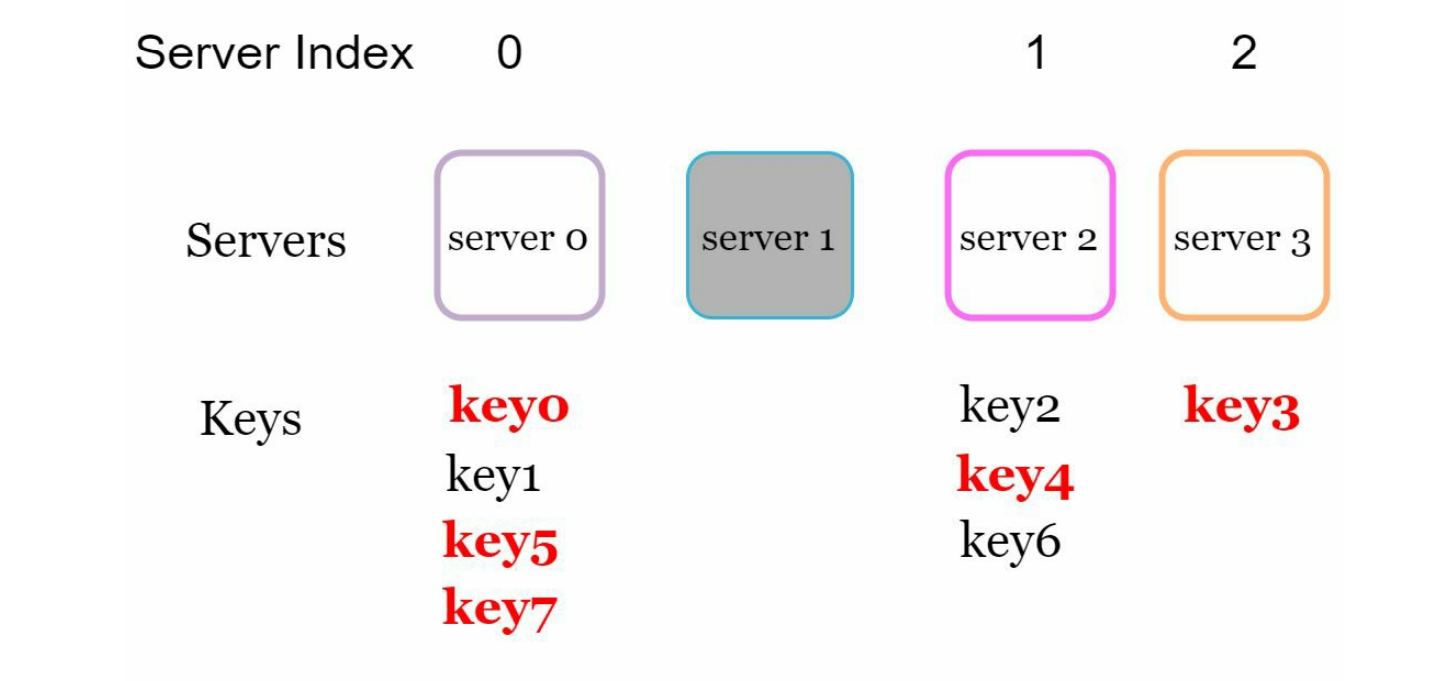 Server Index 0 1 2
Servers server 0 server 1 server 2 server 3
Keys key0 key2 key3
key1 key4
key5 key6
key7